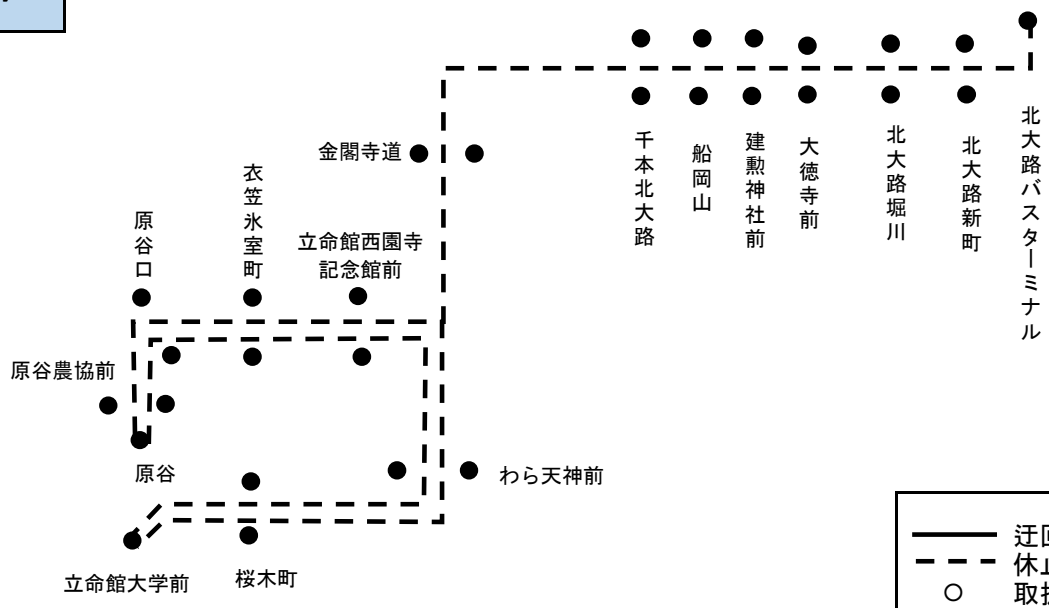 金閣寺道
原谷口
衣笠氷室町
立命館西園寺
記念館前
千本北大路
船岡山
建勲神社前
大徳寺前
北大路堀川
北大路新町
北大路バスターミナル
原谷農協前
原谷
わら天神前
立命館大学前
桜木町
迂
休
取